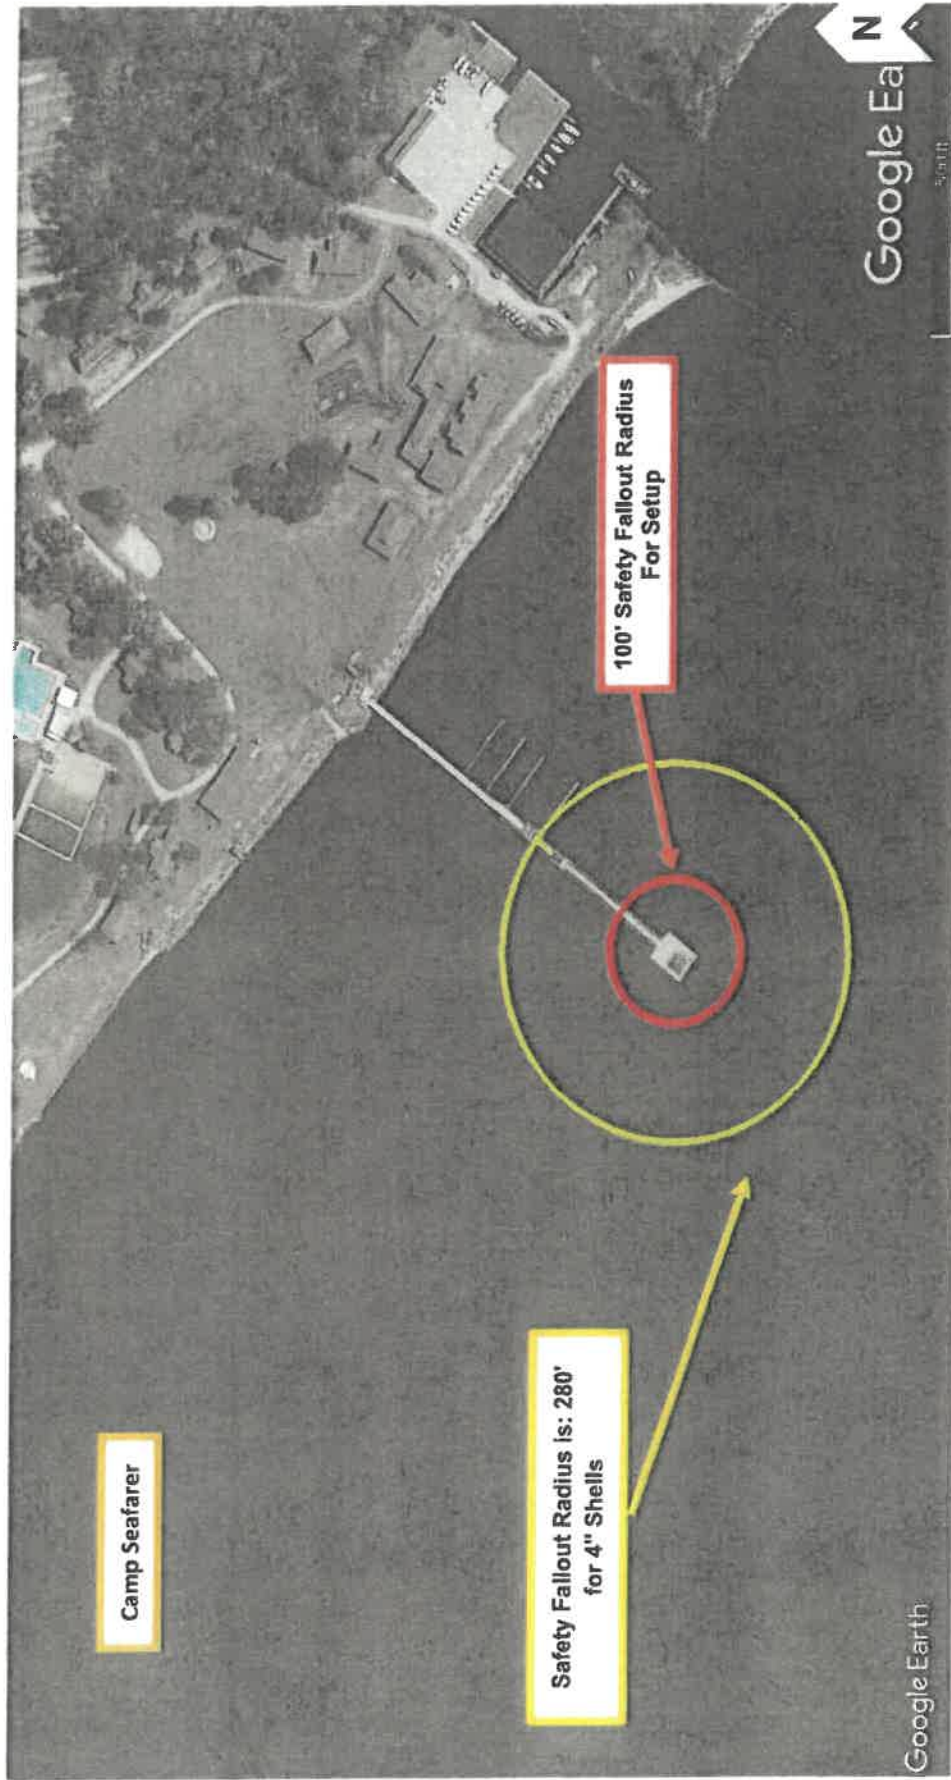 Camp Seafarer
Safety Fallout Radius is: 280'
for 4" Shells
100' Safety Fallout Radius
For Setup
N
Google Earth
Google Ea